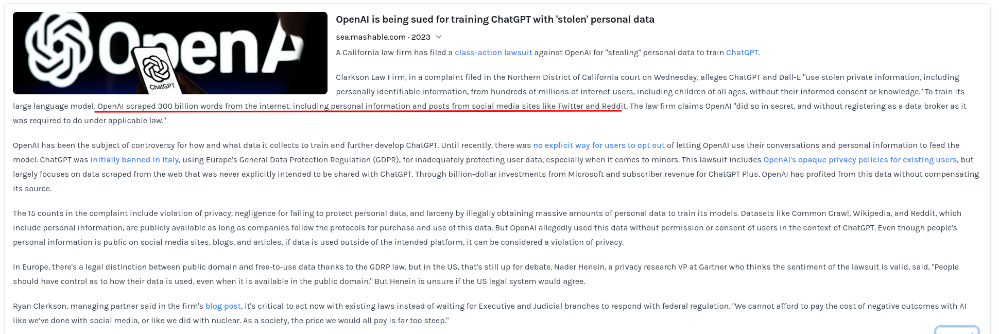 OpenA
ChatGPT
OpenAI is being sued for training ChatGPT with 'stolen' personal data
sea.mashable.com · 2023
A California law firm has filed a class-action lawsuit against OpenAI for "stealing" personal data to train ChatGPT.
Clarkson Law Firm, in a complaint filed in the Northern District of California court on Wednesday, alleges ChatGPT and Dall-E "use stolen private information, including
personally identifiable information, from hundreds of millions of internet users, including children of all ages, without their informed consent or knowledge." To train its
large language model, OpenAI scraped 300 billion words from the internet, including personal information and posts from social media sites like Twitter and Reddit. The law firm claims OpenAI "did so in secret, and without registering as a data broker as it
was required to do under applicable law."
OpenAI has been the subject of controversy for how and what data it collects to train and further develop ChatGPT. Until recently, there was no explicit way for users to opt out of letting OpenAI use their conversations and personal information to feed the
model. ChatGPT was initially banned in Italy, using Europe's General Data Protection Regulation (GDPR), for inadequately protecting user data, especially when it comes to minors. This lawsuit includes OpenAI's opaque privacy policies for existing users, but
largely focuses on data scraped from the web that was never explicitly intended to be shared with ChatGPT. Through billion-dollar investments from Microsoft and subscriber revenue for ChatGPT Plus, OpenAI has profited from this data without compensating
its source.
The 15 counts in the complaint include violation of privacy, negligence for failing to protect personal data, and larceny by illegally obtaining massive amounts of personal data to train its models. Datasets like Common Crawl, Wikipedia, and Reddit, which
include personal information, are publicly available as long as companies follow the protocols for purchase and use of this data. But OpenAI allegedly used this data without permission or consent of users in the context of ChatGPT. Even though people's
personal information is public on social media sites, blogs, and articles, if data is used outside of the intended platform, it can be considered a violation of privacy.
In Europe, there's a legal distinction between public domain and free-to-use data thanks to the GDRP law, but in the US, that's still up for debate. Nader Henein, a privacy research VP at Gartner who thinks the sentiment of the lawsuit is valid, said, "People
should have control as to how their data is used, even when it is available in the public domain." But Henein is unsure if the US legal system would agree.
Ryan Clarkson, managing partner said in the firm's blog post, it's critical to act now with existing laws instead of waiting for Executive and Judicial branches to respond with federal regulation. "We cannot afford to pay the cost of negative outcomes with AI
like we've done with social media, or like we did with nuclear. As a society, the price we would all pay is far too steep."